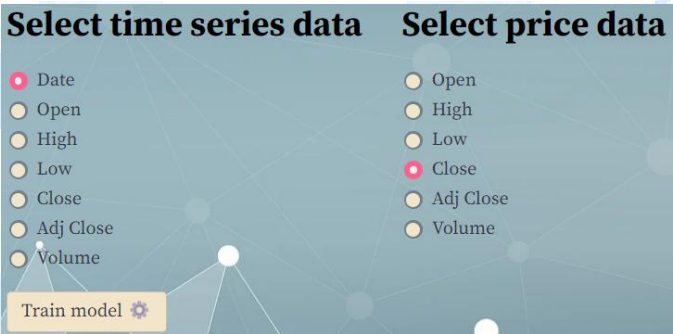 Select time series data
Date
Open
High
Low
Close
Adj Close
Volume
Train model
Select price data
Open
High
Low
Close
Adj Close
Volume